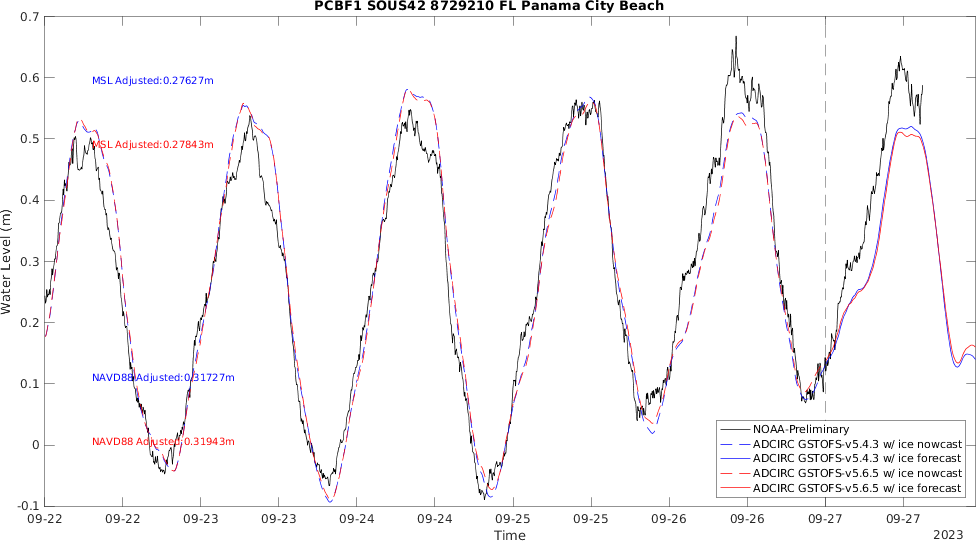 PCBF1 SOUS42 8729210 FL Panama City Beach
0.7
0.6
0.5
0.4
0.3
0.2
0.1
0
-0.1
Water Level (m)
MSL Adjusted:0.27627m
MSL Adjusted:0.27843m
NAVD88 Adjusted:0.31727m
NAVD88 Adjusted:0.31943m
NOAA-Preliminary
ADCIRC GSTOFS-v5.4.3 w/ ice nowcast
ADCIRC GSTOFS-v5.4.3 w/ ice forecast
ADCIRC GSTOFS-v5.6.5 w/ ice nowcast
ADCIRC GSTOFS-v5.6.5 w/ ice forecast
09-22 09-22 09-23 09-23 09-24 09-24 09-25 09-25 09-26 09-26 09-27 09-27
Time
2023